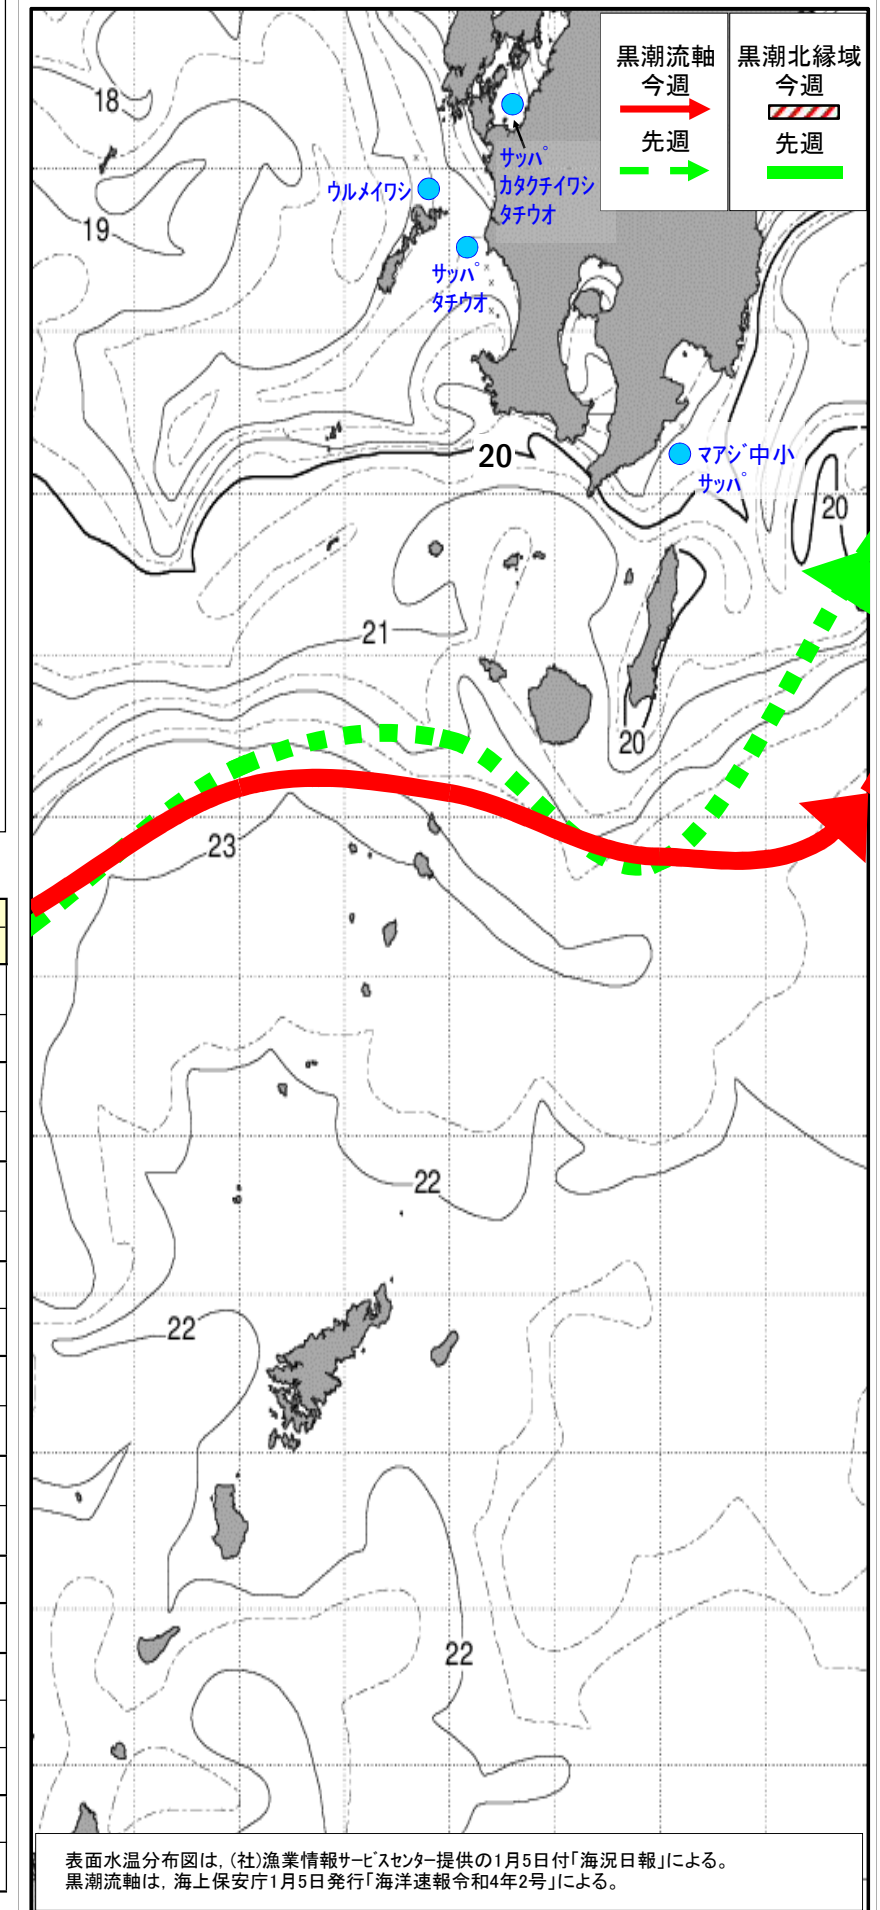 黒潮流軸
今週
先週
黒潮北縁域
今週
先週
18
サッパ
カタクチイワシ
タチウオ
ウルメイワシ
19
サッパ
タチウオ
20
マアジ中小
サッパ
20
21
20
23
22
22
22
表面水温分布図は,(社)漁業情報サービスセンター提供の1月5日付「海況日報」による。
黒潮流軸は,海上保安庁1月5日発行「海洋速報令和4年2号」による。